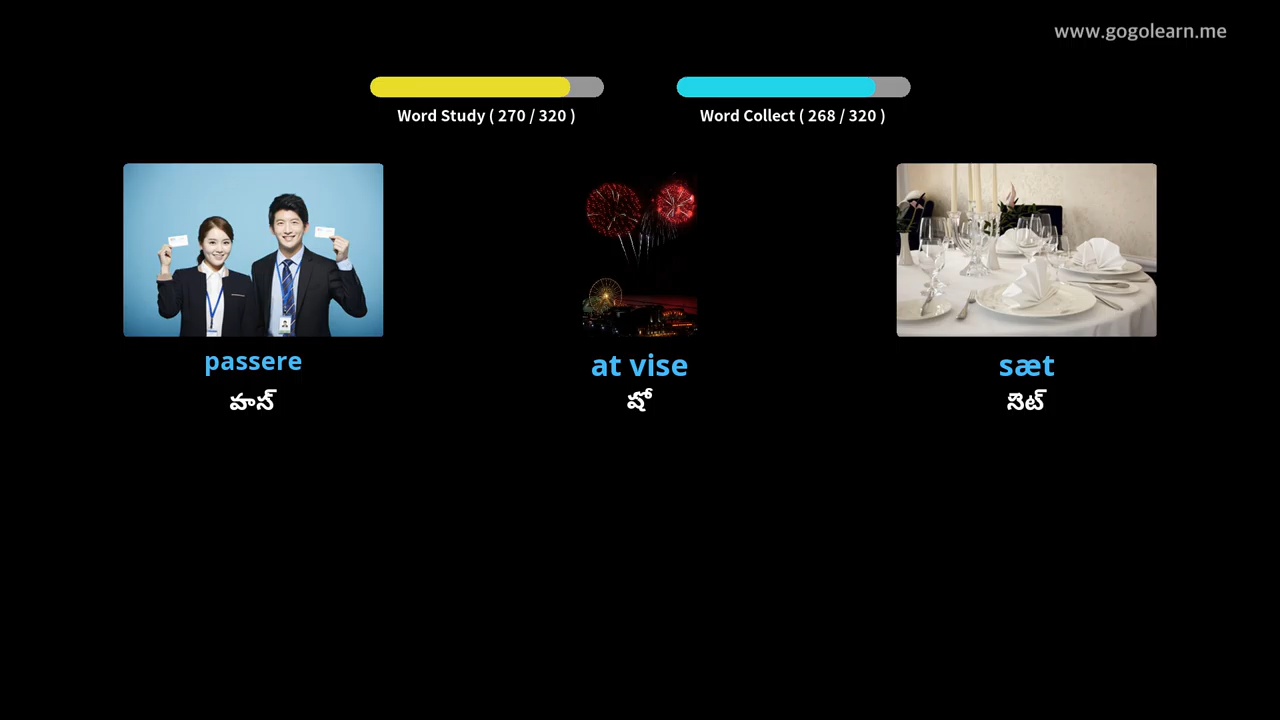 www.gogolearn.me
Word Study ( 270 / 320 )
Word Collect ( 268 / 320 )
passere
at vise
sæt
పాస్
షో
సెట్